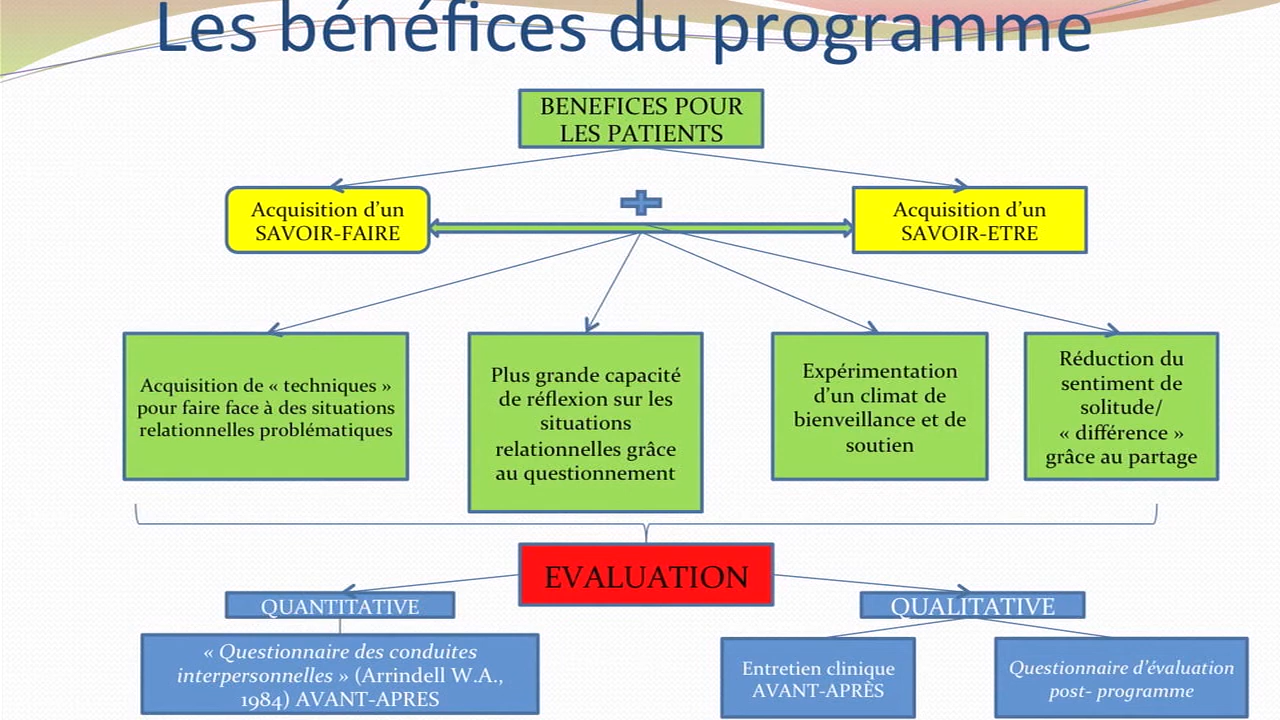 Les bénéfices du programme
BENEFICES POUR
LES PATIENTS
Acquisition d’un
SAVOIR-FAIRE
Acquisition d’un
SAVOIR-ETRE
Acquisition de « techniques »
pour faire face à des situations
relationnelles problématiques
Plus grande capacité
de réflexion sur les
situations
relationnelles grâce
au questionnement
Expérimentation
d’un climat de
bienveillance et de
soutien
Réduction du
sentiment de
solitude/
« différence »
grâce au partage
EVALUATION
QUANTITATIVE
« Questionnaire des conduites
interpersonnelles » (Arrindell W.A.,
1984) AVANT-APRES
QUALITATIVE
Entretien clinique
AVANT-APRÈS
Questionnaire d’évaluation
post- programme